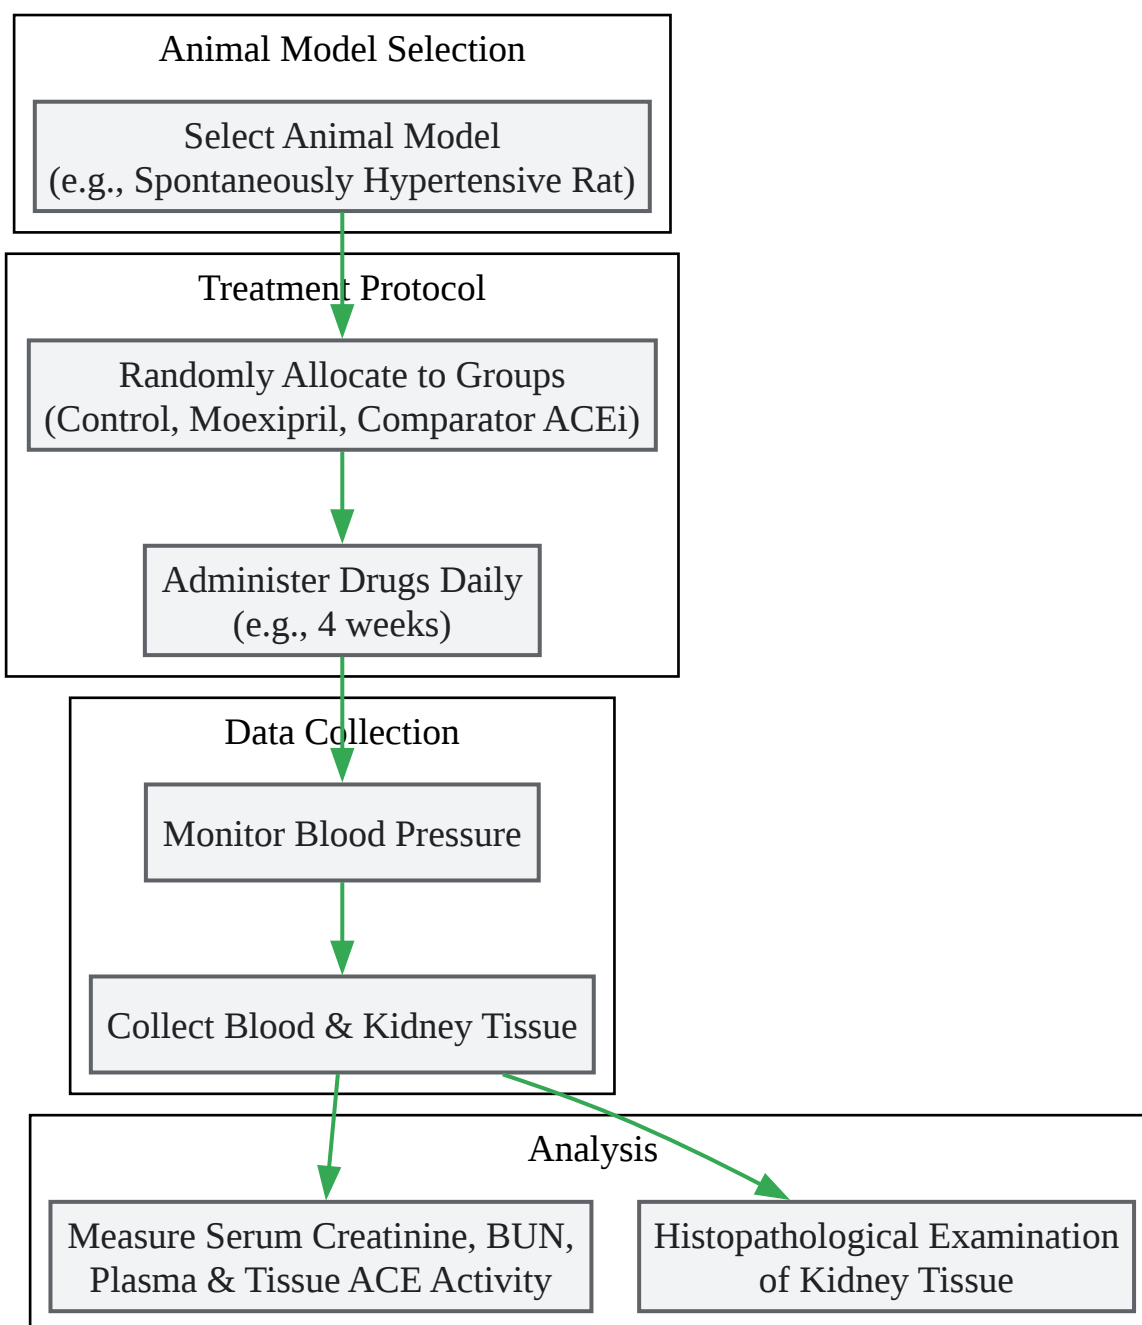 Animal Model Selection
Select Animal Model
(e.g., Spontaneously Hypertensive Rat)
Treatment Protocol
Randomly Allocate to Groups
(Control, Moexipril, Comparator ACEi)
Administer Drugs Daily
(e.g., 4 weeks)
Data Collection
Monitor Blood Pressure
Collect Blood & Kidney Tissue
Analysis
Measure Serum Creatinine, BUN,
Plasma & Tissue ACE Activity
Histopathological Examination
of Kidney Tissue